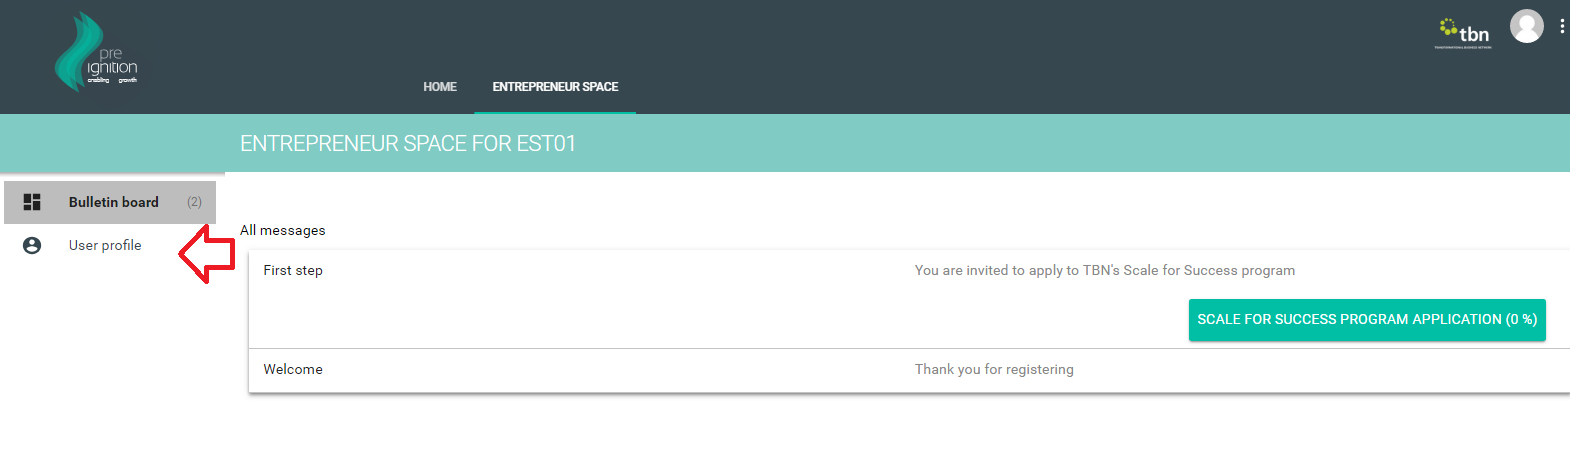 pre
ignition
enabling growth
tbn
TRANSFORMATIONAL BUSINESS NETWORK
HOME
ENTREPRENEUR SPACE
ENTREPRENEUR SPACE FOR EST01
Bulletin board (2)
User profile
All messages
First step
You are invited to apply to TBN's Scale for Success program
SCALE FOR SUCCESS PROGRAM APPLICATION (0 %)
Welcome
Thank you for registering